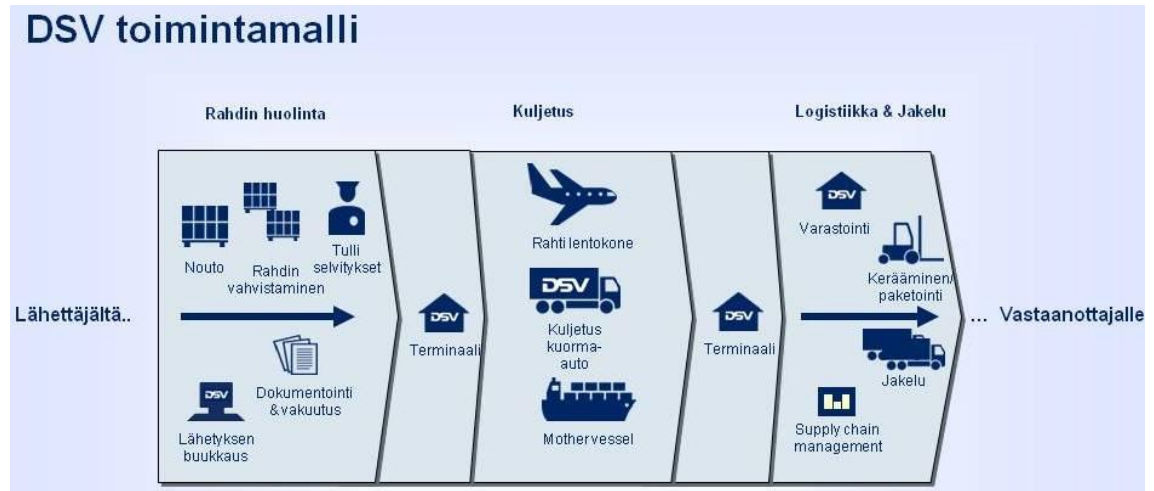 DSV toimintamalli
Rahdin huolinta
Kuljetus
Logistiikka & Jakelu
Lähettäjältä..
Nouto
Rahdin
vahvistaminen
Tulli
selvitykset
Dokumentointi
& vakuutus
DSV
Lähetyksen
buukkaus
DSV
Terminaali
Rahti lentokone
DSV
Kuljetus
kuorma-
auto
Mothervessel
DSV
Terminaali
DSV
Varastointi
Kerääminen/
paketointi
Jakelu
Supply chain
management
... Vastaanottajalle